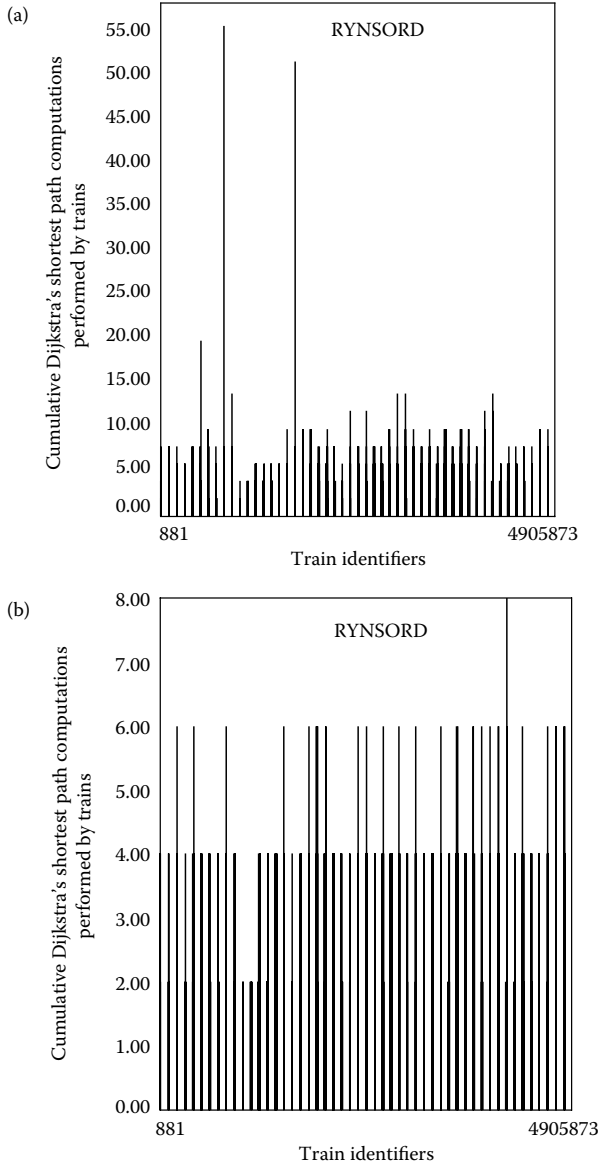 (a)
RYNSORD
Cumulative Dijkstra's shortest path computations
performed by trains
55.00
50.00
45.00
40.00
35.00
30.00
25.00
20.00
15.00
10.00
5.00
0.00
881
4905873
Train identifiers
(b)
RYNSORD
Cumulative Dijkstra's shortest path computations
performed by trains
8.00
7.00
6.00
5.00
4.00
3.00
2.00
1.00
0.00
881
4905873
Train identifiers